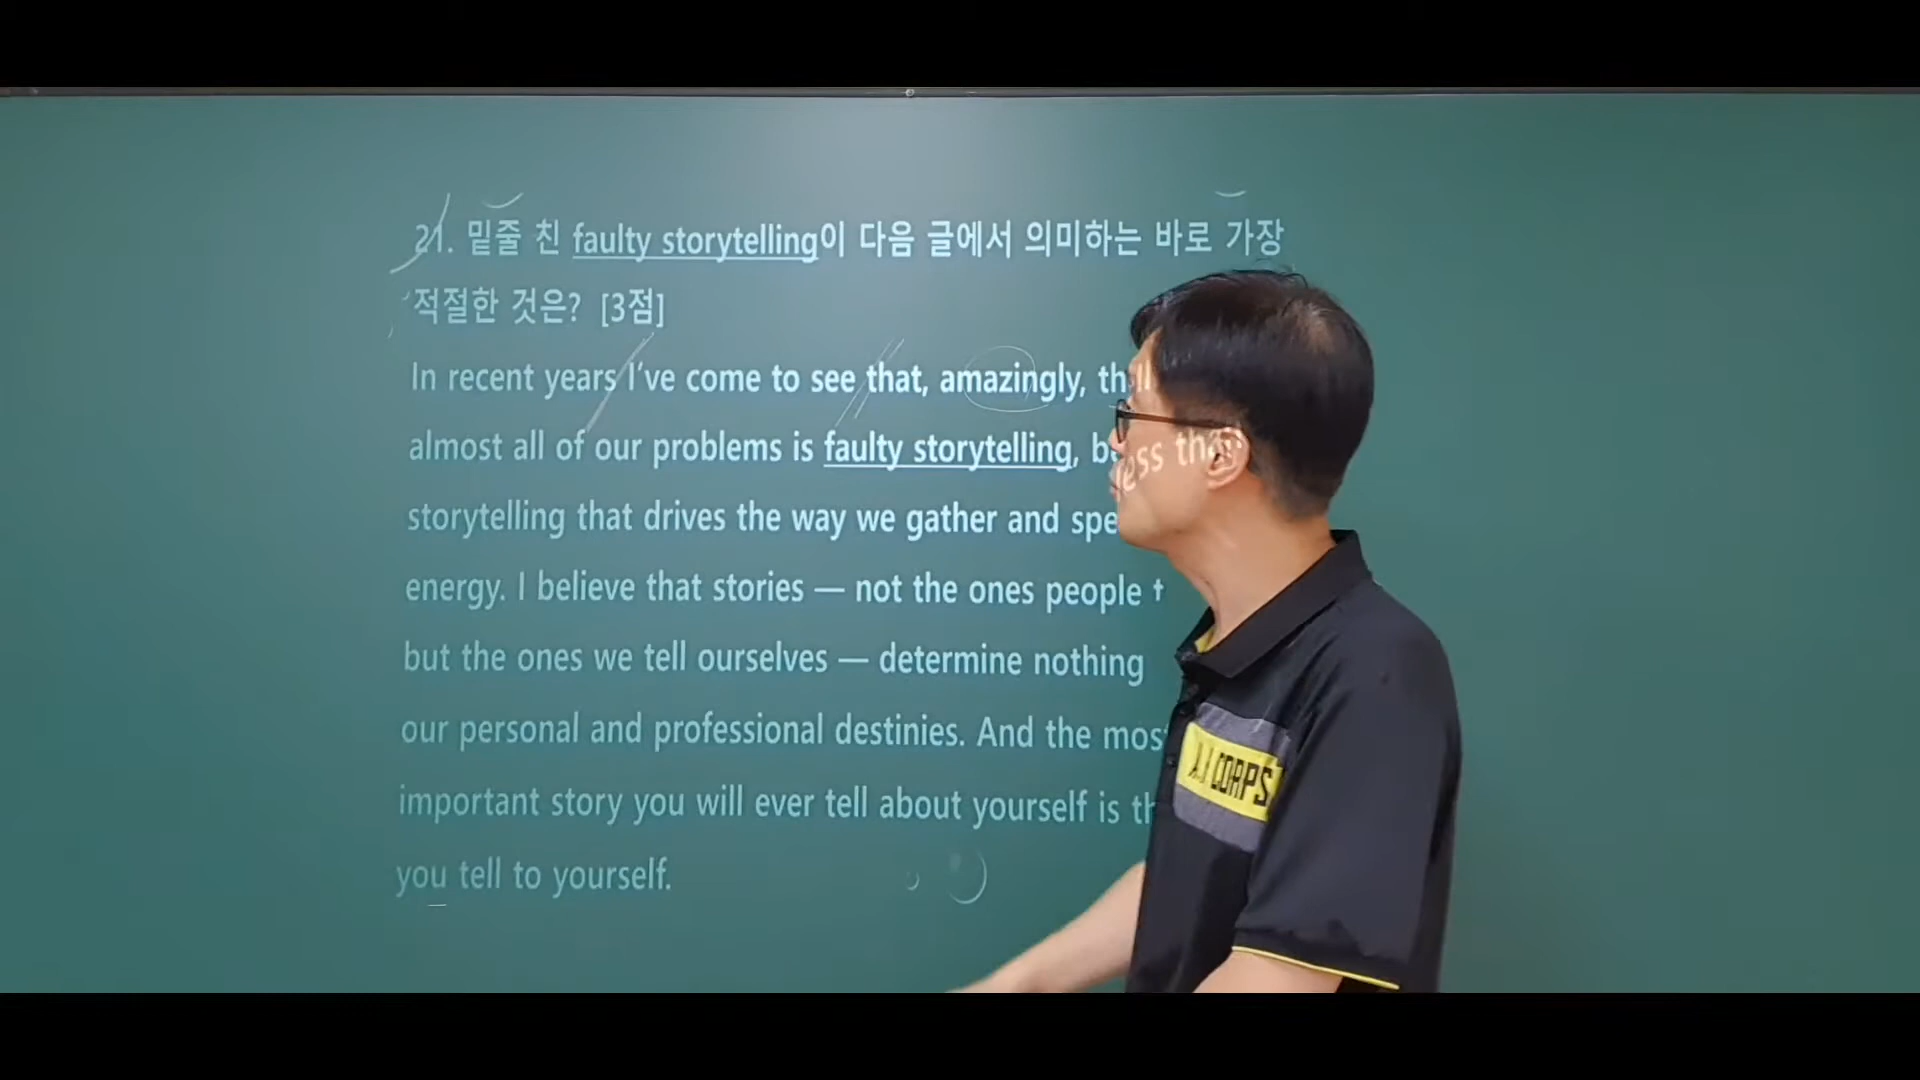 21. 밑줄 친 faulty storytelling이 다음 글에서 의미하는 바로 가장
적절한 것은? [3점]
In recent years I've come to see that, amazingly,
almost all of our problems is faulty storytelling,
storytelling that drives the way we gather and
energy. I believe that stories — not the ones people
but the ones we tell ourselves — determine nothing
less than
our personal and professional destinies. And the
important story you will ever tell about yourself is
you tell to yourself.
CORPS